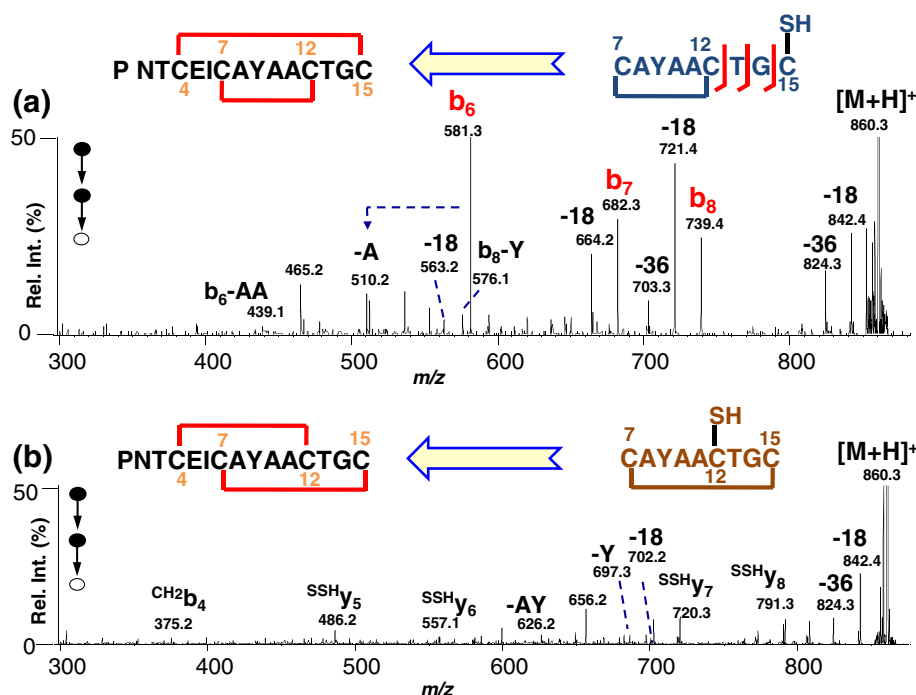 7 12 15
P NTCEICAYAACTGC
4 15
SH
7 12
CAYAAC T G C
15
(a)
50
0
Rel. Int. (%)
b6-AA
439.1
465.2
-A
510.2
-18
563.2
b8-Y
576.1
b6
581.3
-18
664.2
b7
682.3
-36
703.3
-18
721.4
b8
739.4
-36
824.3
-18
842.4
[M+H]+
860.3
300 400 500 600 700 800
m/z
(b)
7 15
PNTCEICAYAACTGC
4 12
SH
7 15
CAYAACTGC
12
50
0
Rel. Int. (%)
CH2b4
375.2
SSHy5
486.2
SSHy6
557.1
-AY
626.2
656.2
-Y
697.3
-18
702.2
SSHy7
720.3
SSHy8
791.3
-36
824.3
-18
842.4
[M+H]+
860.3
300 400 500 600 700 800
m/z